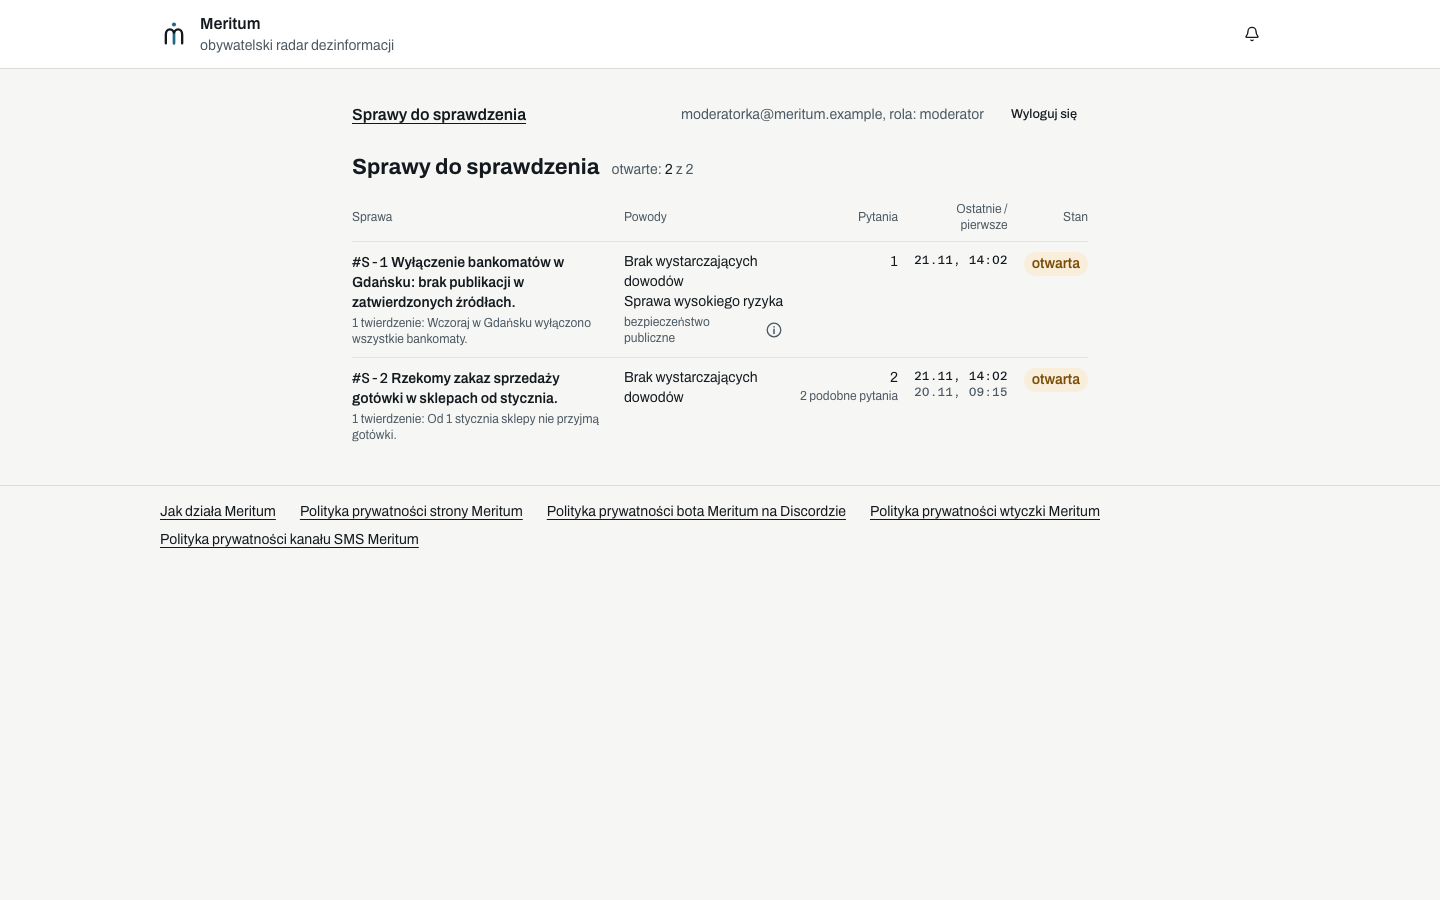 Meritum
obywatelski radar dezinformacji
Sprawy do sprawdzenia
moderatorka@meritum.example, rola: moderator
Wyloguj się
Sprawy do sprawdzenia otwarte: 2 z 2
Sprawa
Powody
Pytania
Ostatnie /
pierwsze
Stan
#S-1 Wyłączenie bankomatów w
Gdańsku: brak publikacji w
zatwierdzonych źródłach.
1 twierdzenie: Wczoraj w Gdańsku wyłączono
wszystkie bankomaty.
Brak wystarczających
dowodów
Sprawa wysokiego ryzyka
bezpieczeństwo
publiczne
1
21.11, 14:02
otwarta
#S-2 Rzekomy zakaz sprzedaży
gotówki w sklepach od stycznia.
1 twierdzenie: Od 1 stycznia sklepy nie przyjmą
gotówki.
Brak wystarczających
dowodów
2
2 podobne pytania
21.11, 14:02
20.11, 09:15
otwarta
Jak działa Meritum
Polityka prywatności strony Meritum
Polityka prywatności bota Meritum na Discordzie
Polityka prywatności wtyczki Meritum
Polityka prywatności kanału SMS Meritum